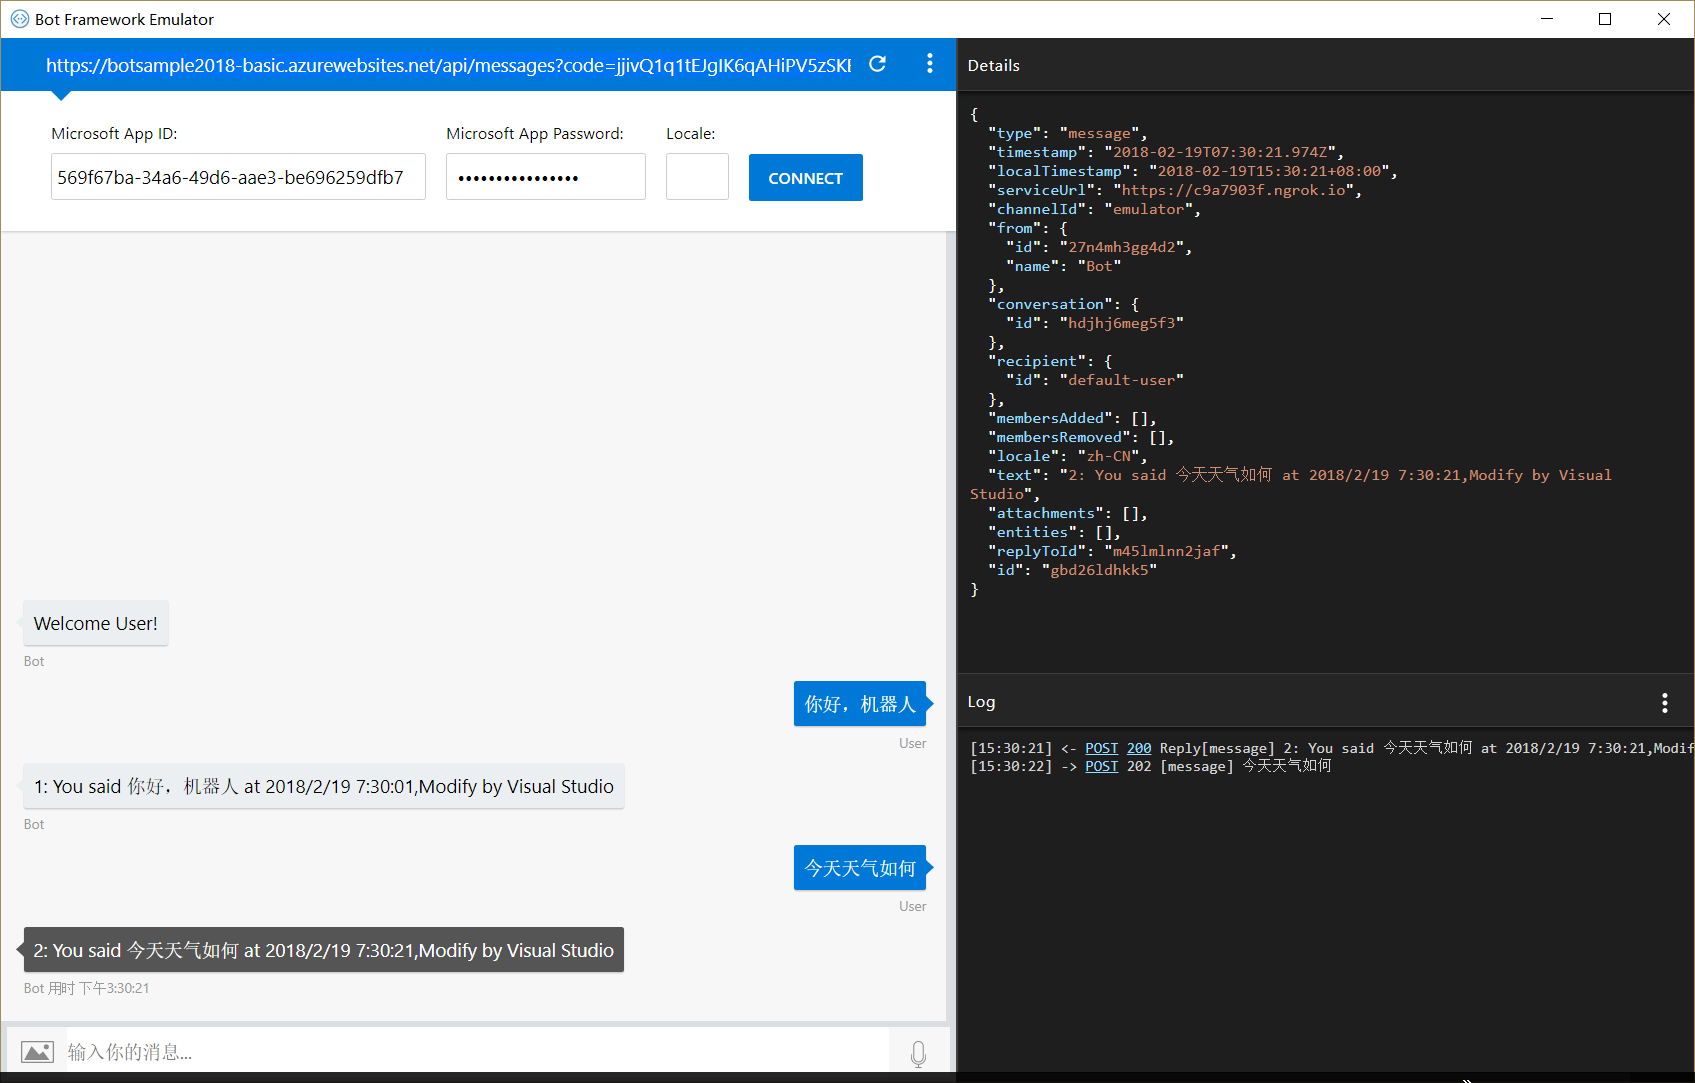 Bot Framework Emulator
https://botsample2018-basic.azurewebsites.net/api/messages?code=jjivQ1q1tEJgIK6qAHiPV5zSKE
Microsoft App ID:
Microsoft App Password:
Locale:
569f67ba-34a6-49d6-aae3-be696259dfb7
••••••••••••••••
CONNECT
Welcome User!
Bot
你好，机器人
User
1: You said 你好，机器人 at 2018/2/19 7:30:01,Modify by Visual Studio
Bot
今天天气如何
User
2: You said 今天天气如何 at 2018/2/19 7:30:21,Modify by Visual Studio
Bot 用时 下午3:30:21
输入你的消息...
Details
{
"type": "message",
"timestamp": "2018-02-19T07:30:21.974Z",
"localTimestamp": "2018-02-19T15:30:21+08:00",
"serviceUrl": "https://c9a7903f.ngrok.io",
"channelId": "emulator",
"from": {
"id": "27n4mh3gg4d2",
"name": "Bot"
},
"conversation": {
"id": "hdjhj6meg5f3"
},
"recipient": {
"id": "default-user"
},
"membersAdded": [],
"membersRemoved": [],
"locale": "zh-CN",
"text": "2: You said 今天天气如何 at 2018/2/19 7:30:21,Modify by Visual
Studio",
"attachments": [],
"entities": [],
"replyToId": "m45lmlnn2jaf",
"id": "gbd26ldhkk5"
}
Log
[15:30:21] <- POST 200 Reply[message] 2: You said 今天天气如何 at 2018/2/19 7:30:21,Modif
[15:30:22] -> POST 202 [message] 今天天气如何